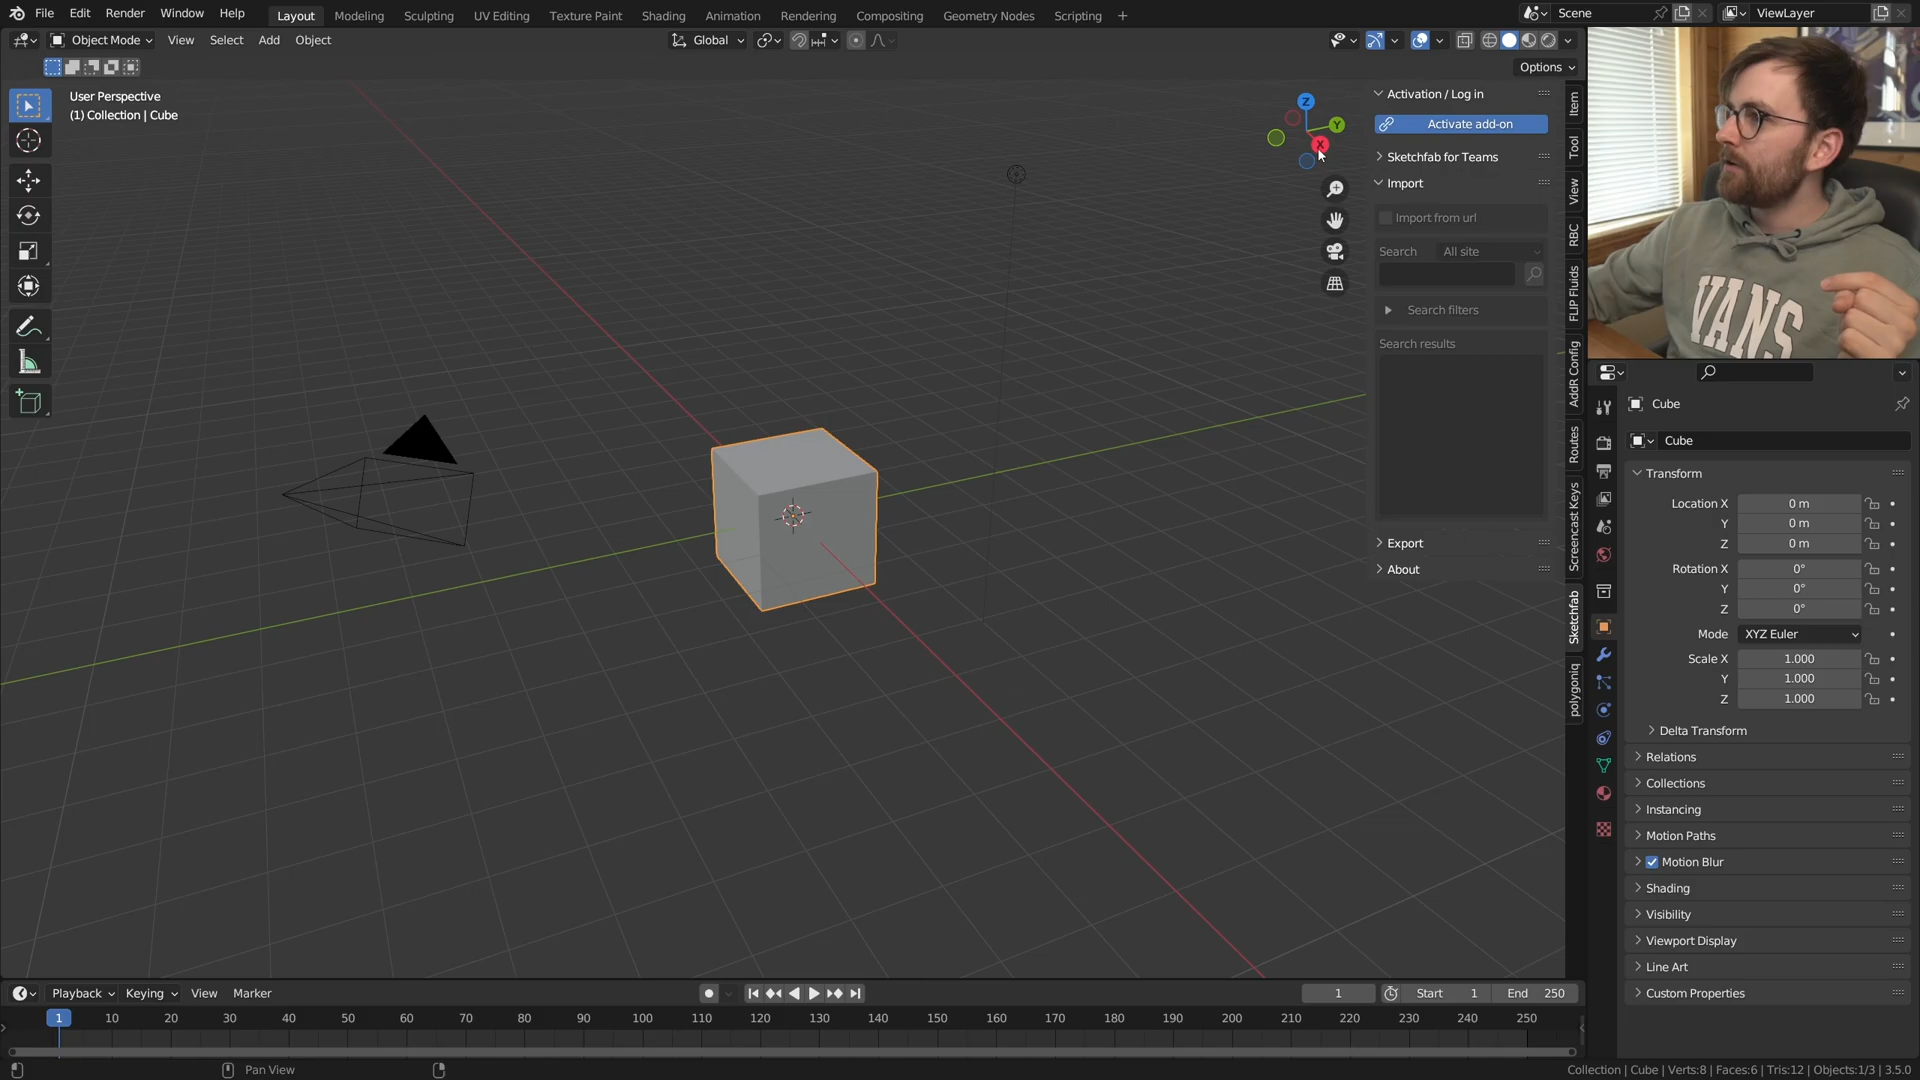 File Edit Render Window Help Layout Modeling Sculpting UV Editing Texture Paint Shading Animation Rendering Compositing Geometry Nodes Scripting + Scene ViewLayer
Object Mode View Select Add Object Global
Options
User Perspective
(1) Collection | Cube
Z
Y
X
Activation / Log in
Activate add-on
Sketchfab for Teams
Import
Import from url
Search All site
Search filters
Search results
Export
About
Item
Tool
View
RBC
FLIP Fluids
AddR Config
Routes
Screencast Keys
Sketchfab
polygoniq
VANS
Cube
Cube
Transform
Location X 0 m
Y 0 m
Z 0 m
Rotation X 0°
Y 0°
Z 0°
Mode XYZ Euler
Scale X 1.000
Y 1.000
Z 1.000
Delta Transform
Relations
Collections
Instancing
Motion Paths
Motion Blur
Shading
Visibility
Viewport Display
Line Art
Custom Properties
Playback Keying View Marker 1 Start 1 End 250
1 10 20 30 40 50 60 70 80 90 100 110 120 130 140 150 160 170 180 190 200 210 220 230 240 250
Pan View
Collection | Cube | Verts:8 | Faces:6 | Tris:12 | Objects:1/3 | 3.5.0